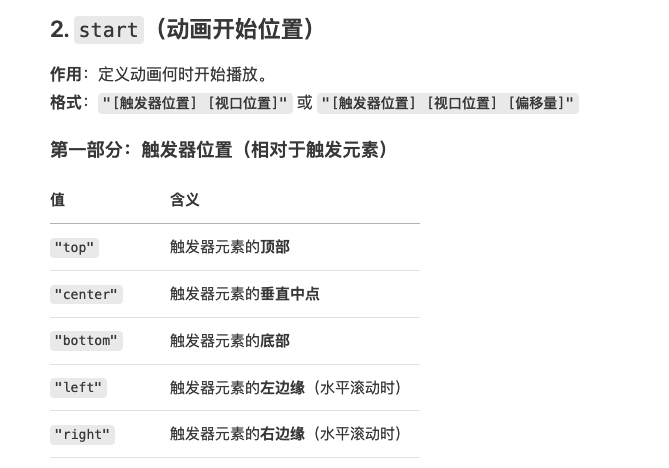 2. start（动画开始位置）
作用：定义动画何时开始播放。
格式："[触发器位置] [视口位置]" 或 "[触发器位置] [视口位置] [偏移量]"
第一部分：触发器位置（相对于触发元素）
值 含义
"top" 触发器元素的顶部
"center" 触发器元素的垂直中点
"bottom" 触发器元素的底部
"left" 触发器元素的左边缘（水平滚动时）
"right" 触发器元素的右边缘（水平滚动时）